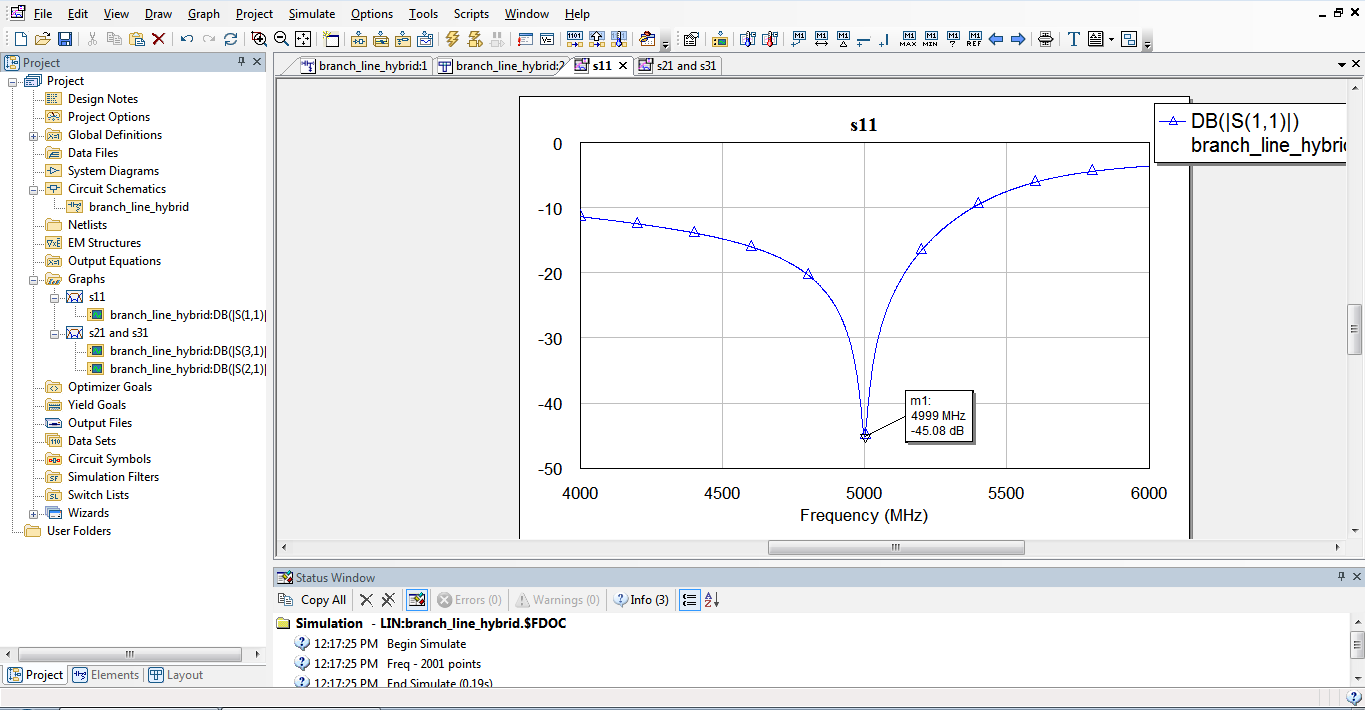 File Edit View Draw Graph Project Simulate Options Tools Scripts Window Help
Project
Project
Design Notes
Project Options
Global Definitions
Data Files
System Diagrams
Circuit Schematics
branch_line_hybrid
Netlists
EM Structures
Output Equations
Graphs
s11
branch_line_hybrid:DB(|S(1,1)|
s21 and s31
branch_line_hybrid:DB(|S(3,1)|
branch_line_hybrid:DB(|S(2,1)|
Optimizer Goals
Yield Goals
Output Files
Data Sets
Circuit Symbols
Simulation Filters
Switch Lists
Wizards
User Folders
Project Elements Layout
branch_line_hybrid:1 branch_line_hybrid:2 s11 s21 and s31
s11
DB(|S(1,1)|)
branch_line_hybri
0
-10
-20
-30
-40
-50
m1:
4999 MHz
-45.08 dB
4000 4500 5000 5500 6000
Frequency (MHz)
Status Window
Copy All Errors (0) Warnings (0) Info (3)
Simulation - LIN:branch_line_hybrid.$FDOC
12:17:25 PM Begin Simulate
12:17:25 PM Freq - 2001 points
12:17:25 PM End Simulate (0.19s)